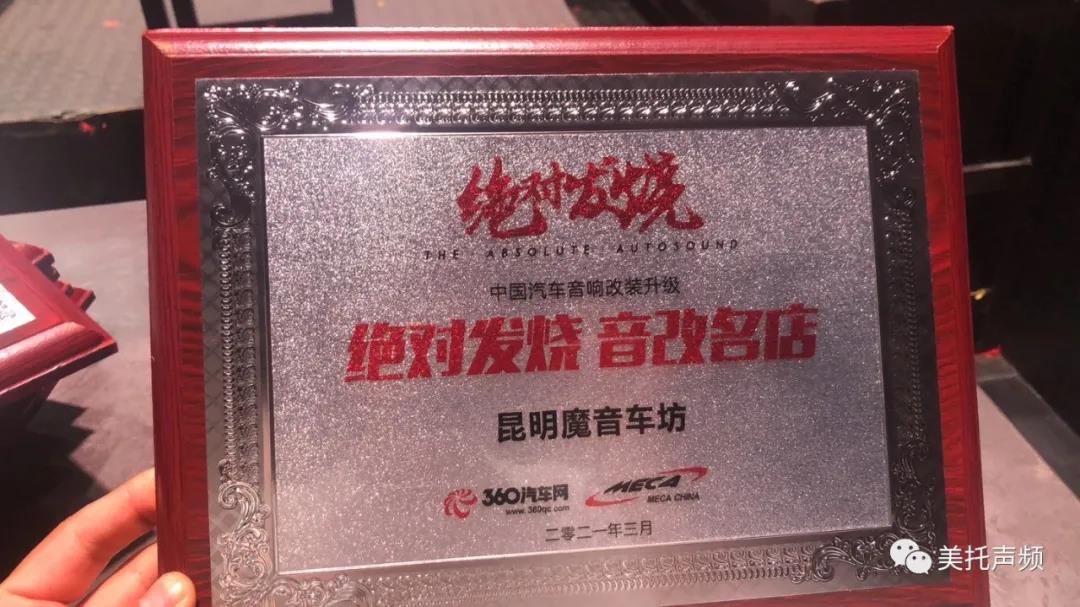 绝对发烧
THE ABSOLUTE AUTOSOUND
中国汽车音响改装升级
绝对发烧 音改名店
昆明魔音车坊
360汽车网
www.360qc.com
MECA
MECA CHINA
二零二一年三月
美托声频